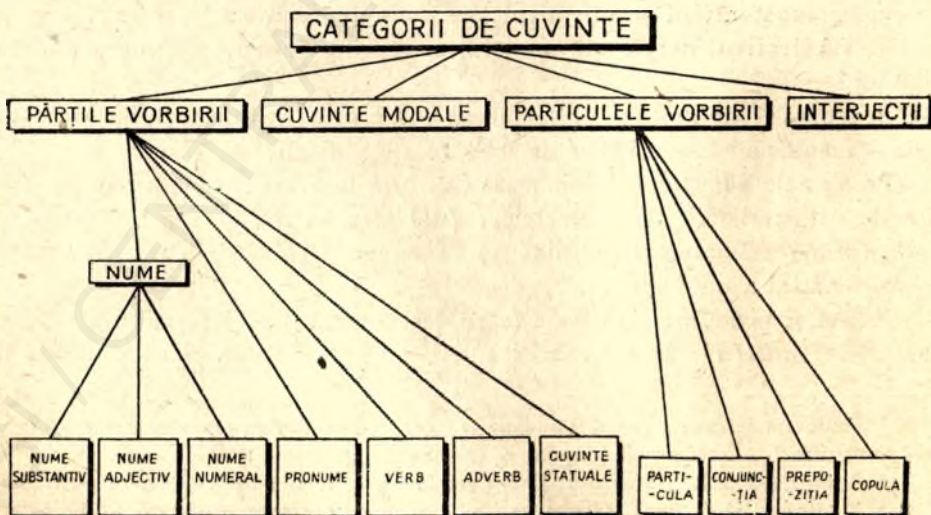 CATEGORII DE CUVINTE
PĂRȚILE VORBIRII
CUVINTE MODALE
PARTICULELE VORBIRII
INTERJECȚII
NUME
NUME
SUBSTANTIV
NUME
ADJECTIV
NUME
NUMERAL
PRONUME
VERB
ADVERB
CUVINTE
STATUALE
PARTI-
-CULA
CONJUNC-
-ȚIA
PREPO-
-ZIȚIA
COPULA